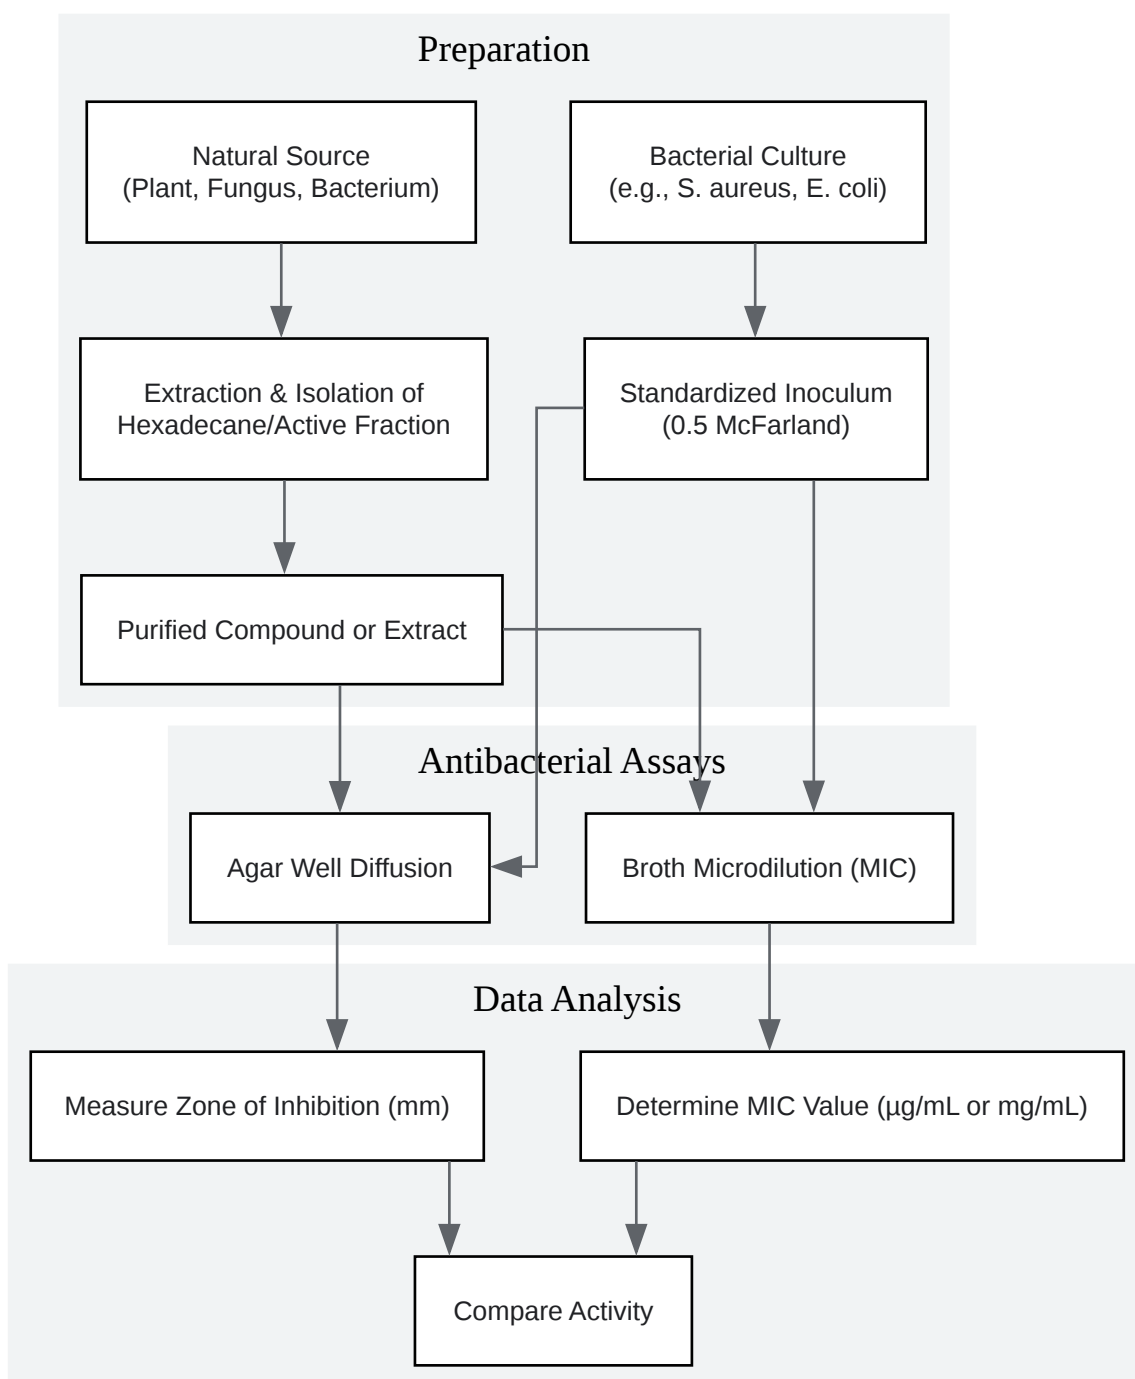 Preparation
Natural Source
(Plant, Fungus, Bacterium)
Bacterial Culture
(e.g., S. aureus, E. coli)
Extraction & Isolation of
Hexadecane/Active Fraction
Standardized Inoculum
(0.5 McFarland)
Purified Compound or Extract
Antibacterial Assays
Agar Well Diffusion
Broth Microdilution (MIC)
Data Analysis
Measure Zone of Inhibition (mm)
Determine MIC Value (µg/mL or mg/mL)
Compare Activity